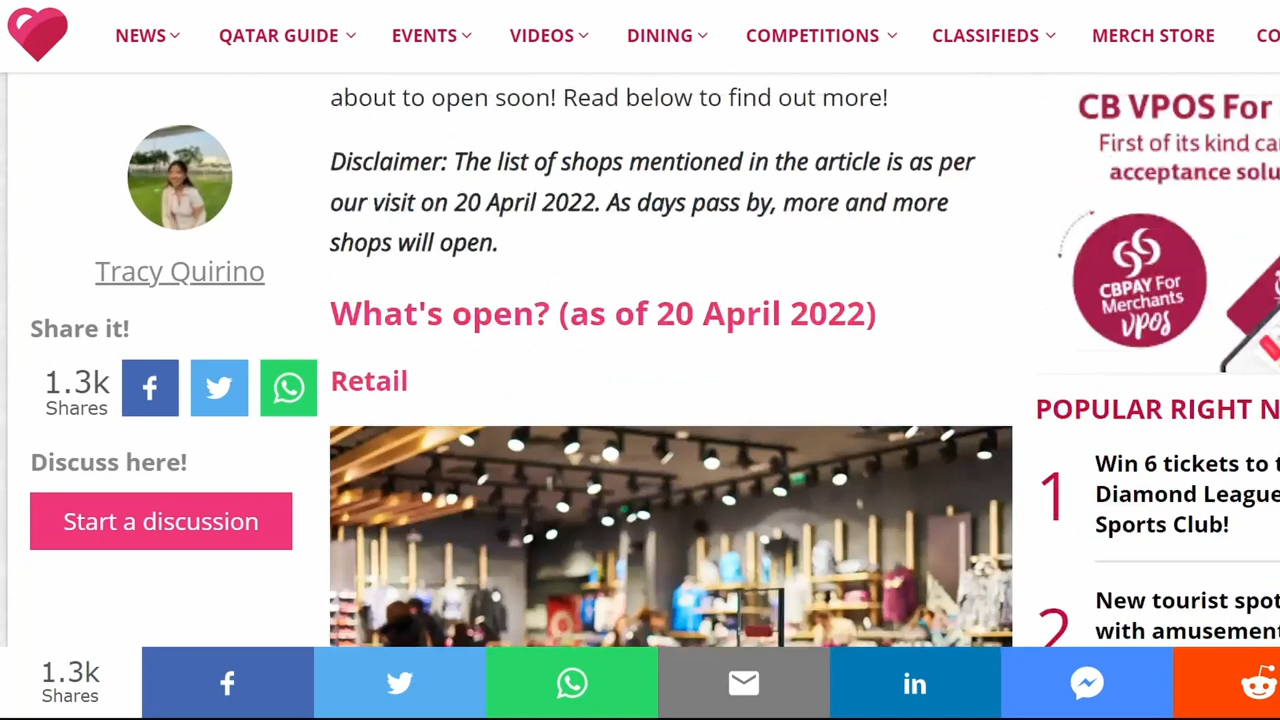 NEWS
QATAR GUIDE
EVENTS
VIDEOS
DINING
COMPETITIONS
CLASSIFIEDS
MERCH STORE
CO
about to open soon! Read below to find out more!
Disclaimer: The list of shops mentioned in the article is as per
our visit on 20 April 2022. As days pass by, more and more
shops will open.
Tracy Quirino
Share it!
1.3k
Shares
Discuss here!
Start a discussion
What's open? (as of 20 April 2022)
Retail
CB VPOS For
First of its kind ca
acceptance solu
CBPAY For
Merchants
vpos
POPULAR RIGHT N
1
Win 6 tickets to t
Diamond League
Sports Club!
2
New tourist spot
with amusement
1.3k
Shares